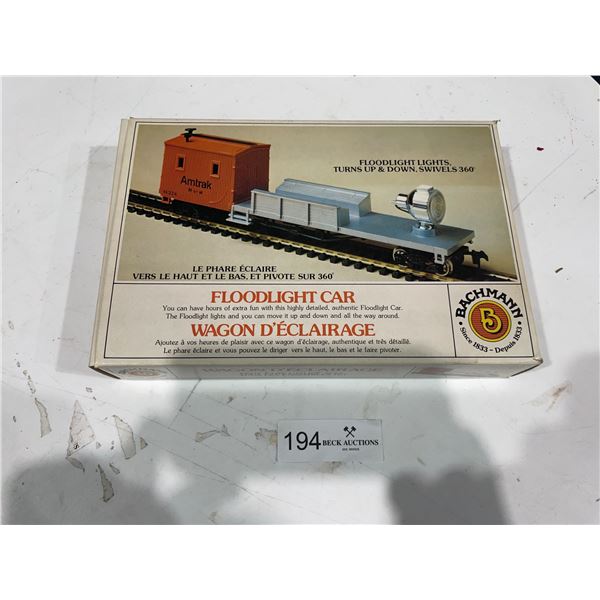 FLOODLIGHT LIGHTS,
TURNS UP & DOWN, SWIVELS 360°
Amtrak
LE PHARE ÉCLAIRE
VERS LE HAUT ET LE BAS, ET PIVOTE SUR 360°
FLOODLIGHT CAR
You can have hours of extra fun with this highly detailed, authentic Floodlight Car.
The Floodlight lights and you can move it up and down and all the way around.
WAGON D'ÉCLAIRAGE
Ajoutez à vos heures de plaisir avec ce wagon d'éclairage, authentique et très détaillé.
Le phare éclaire et vous pouvez le diriger vers le haut, le bas et le faire pivoter.
BACHMANN
5
Since 1833 - Depuis 1833
WAGON D'ÉCLAIRAGE
194
BECK AUCTIONS